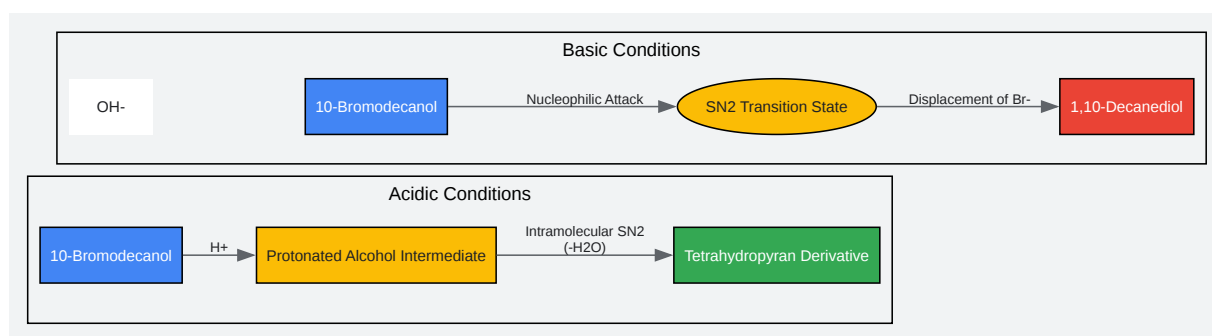 Basic Conditions
OH-
10-Bromodecanol
Nucleophilic Attack
SN2 Transition State
Displacement of Br-
1,10-Decanediol
Acidic Conditions
10-Bromodecanol
H+
Protonated Alcohol Intermediate
Intramolecular SN2
(-H2O)
Tetrahydropyran Derivative